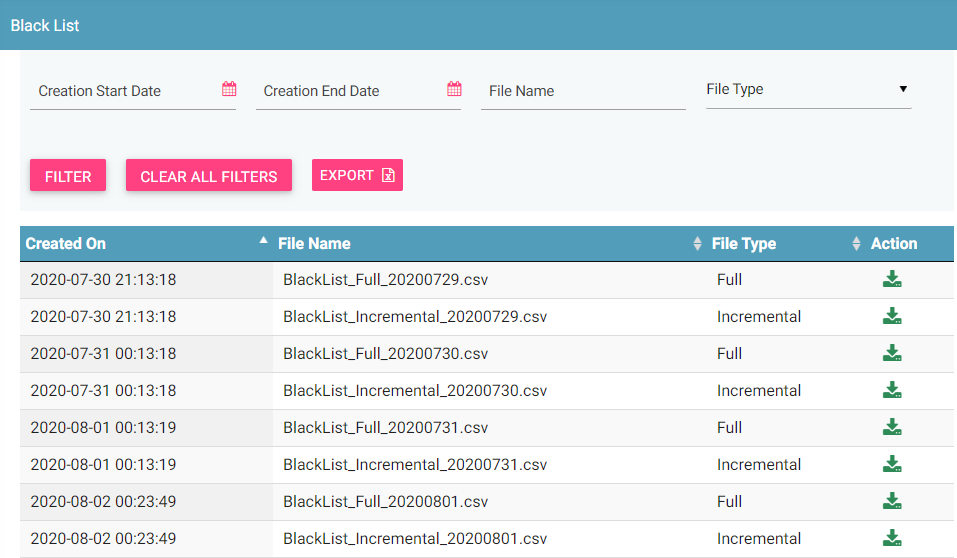 Black List
Creation Start Date Creation End Date File Name File Type
FILTER CLEAR ALL FILTERS EXPORT
Created On File Name File Type Action
2020-07-30 21:13:18 BlackList_Full_20200729.csv Full
2020-07-30 21:13:18 BlackList_Incremental_20200729.csv Incremental
2020-07-31 00:13:18 BlackList_Full_20200730.csv Full
2020-07-31 00:13:18 BlackList_Incremental_20200730.csv Incremental
2020-08-01 00:13:19 BlackList_Full_20200731.csv Full
2020-08-01 00:13:19 BlackList_Incremental_20200731.csv Incremental
2020-08-02 00:23:49 BlackList_Full_20200801.csv Full
2020-08-02 00:23:49 BlackList_Incremental_20200801.csv Incremental